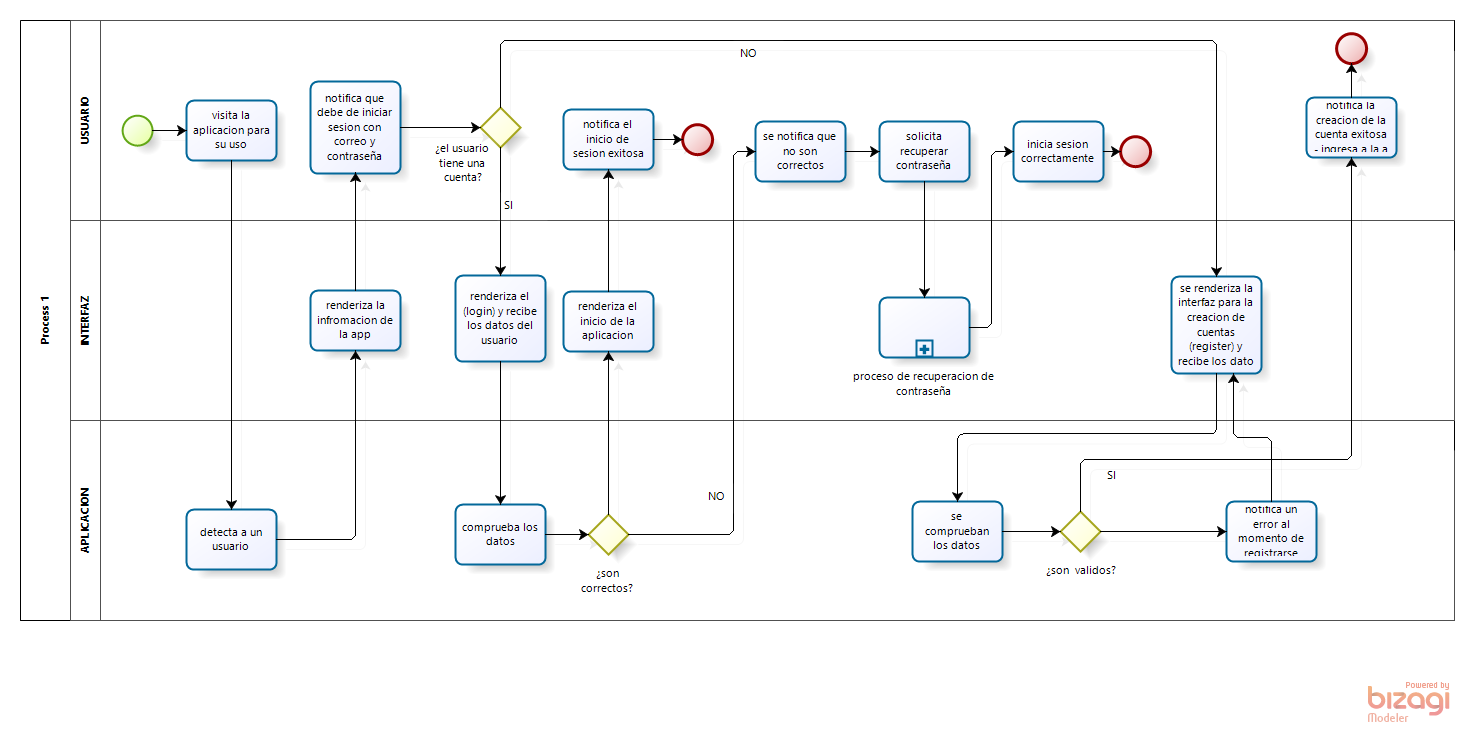 Process 1
USUARIO
INTERFAZ
APLICACION
visita la
aplicacion para
su uso
notifica que
debe de iniciar
sesion con
correo y
contraseña
¿el usuario
tiene una
cuenta?
NO
SI
notifica el
inicio de
sesion exitosa
se notifica que
no son
correctos
solicita
recuperar
contraseña
inicia sesion
correctamente
notifica la
creacion de la
cuenta exitosa
- ingresa a la a
renderiza la
infromacion de
la app
renderiza el
(login) y recibe
los datos del
usuario
renderiza el
inicio de la
aplicacion
proceso de recuperacion de
contraseña
se renderiza la
interfaz para la
creacion de
cuentas
(register) y
recibe los dato
detecta a un
usuario
comprueba los
datos
¿son
correctos?
NO
se
comprueban
los datos
¿son validos?
SI
notifica un
error al
momento de
registrarse
Powered by
bizagi
Modeler